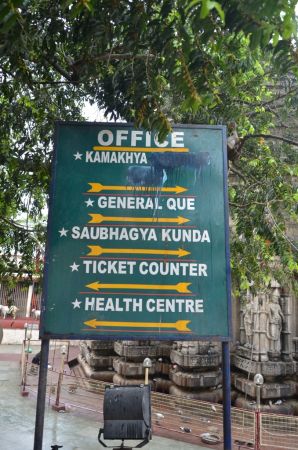 OFFICE
★ KAMAKHYA
★ GENERAL QUE
★ SAUBHAGYA KUNDA
★ TICKET COUNTER
★ HEALTH CENTRE